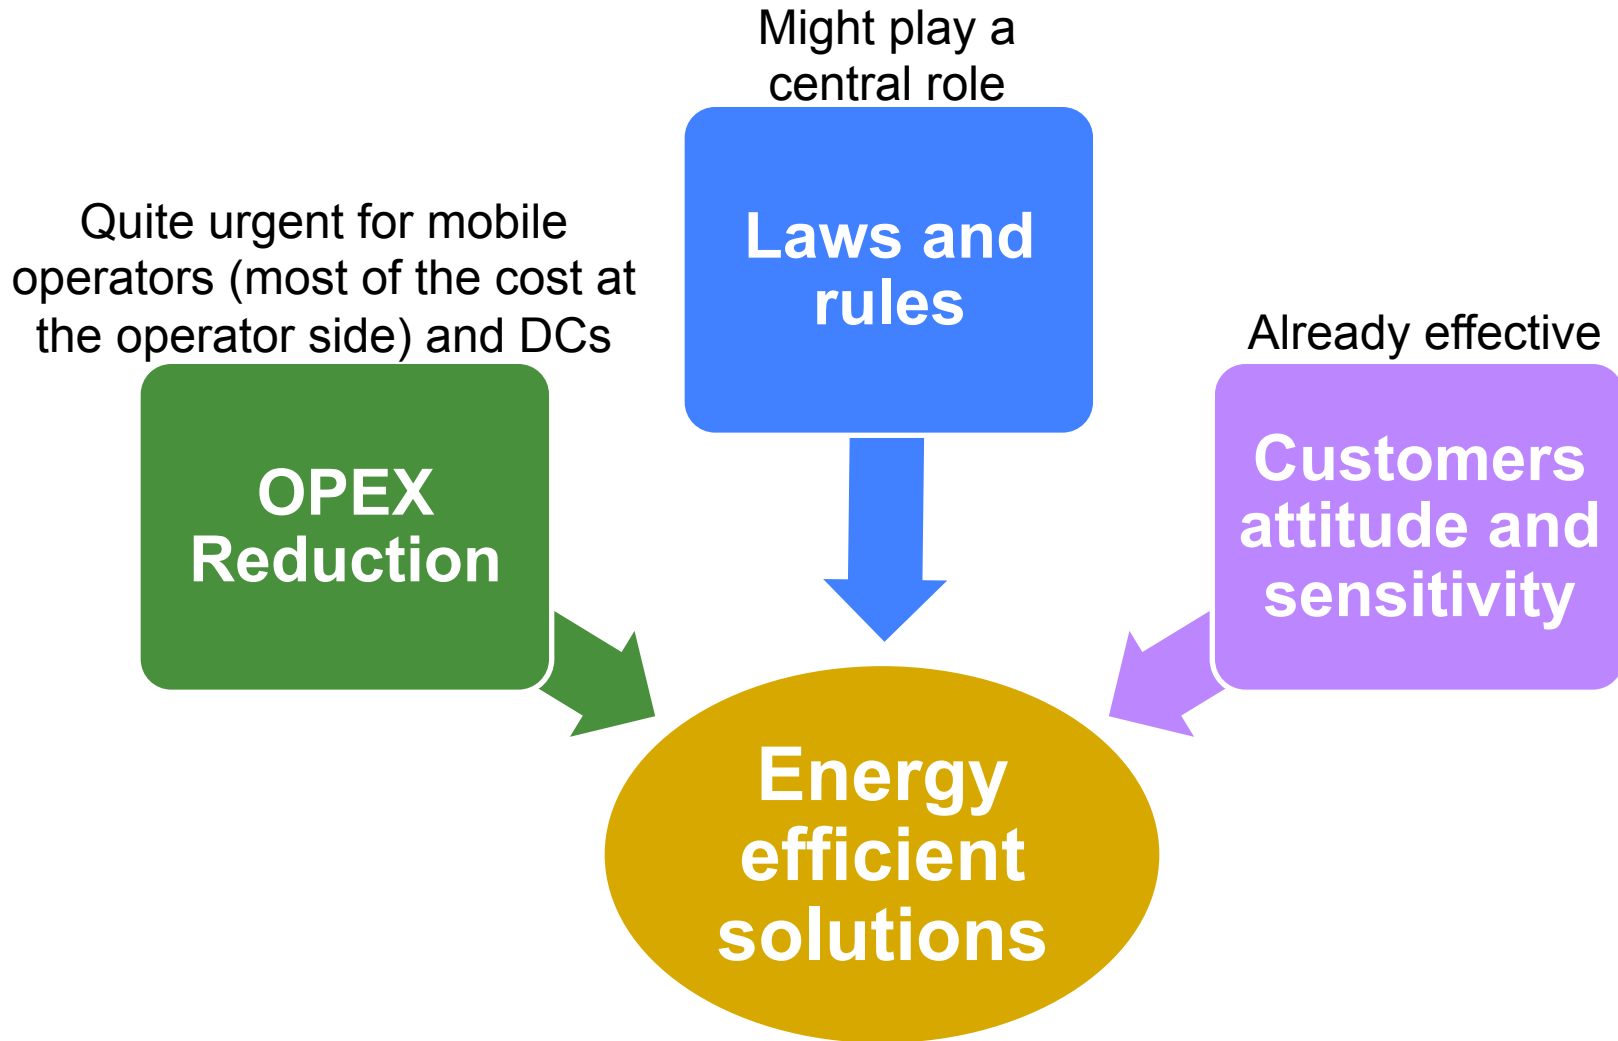 Might play a
central role
Laws and
rules
Quite urgent for mobile
operators (most of the cost at
the operator side) and DCs
OPEX
Reduction
Already effective
Customers
attitude and
sensitivity
Energy
efficient
solutions